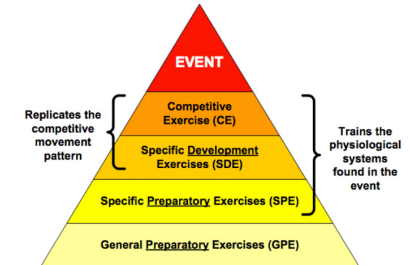 EVENT
Competitive
Exercise (CE)
Replicates the
competitive
movement
pattern
Specific Development
Exercises (SDE)
Trains the
physiological
systems
found in the
event
Specific Preparatory Exercises (SPE)
General Preparatory Exercises (GPE)